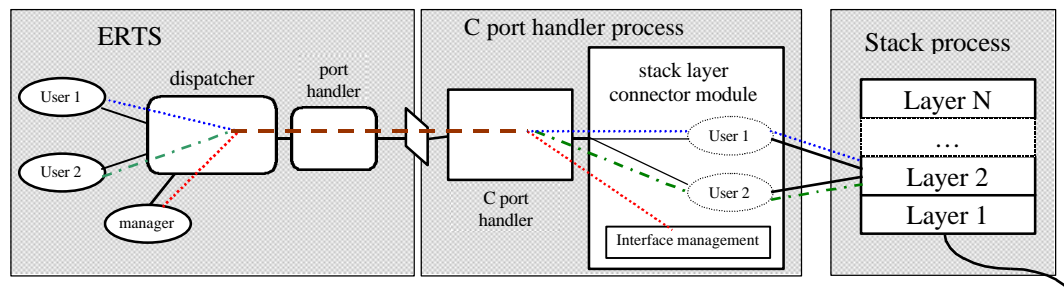 ERTS
dispatcher
port
handler
User 1
User 2
manager
C port handler process
C port
handler
stack layer
connector module
User 1
User 2
Interface management
Stack process
Layer N
…
Layer 2
Layer 1